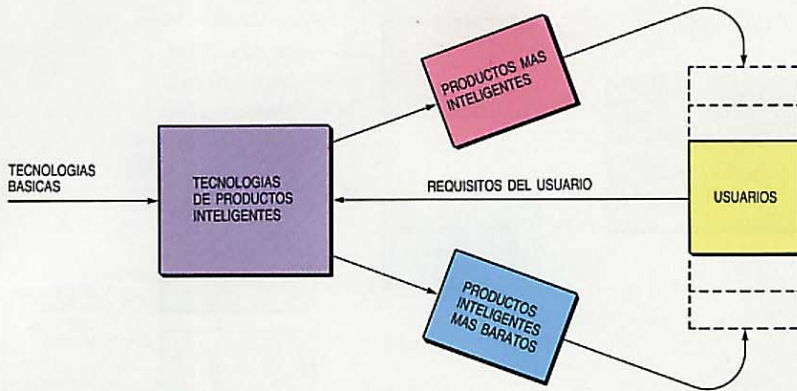 TECNOLOGIAS
BASICAS
TECNOLOGIAS
DE PRODUCTOS
INTELIGENTES
PRODUCTOS MAS
INTELIGENTES
REQUISITOS DEL USUARIO
PRODUCTOS
INTELIGENTES
MAS BARATOS
USUARIOS